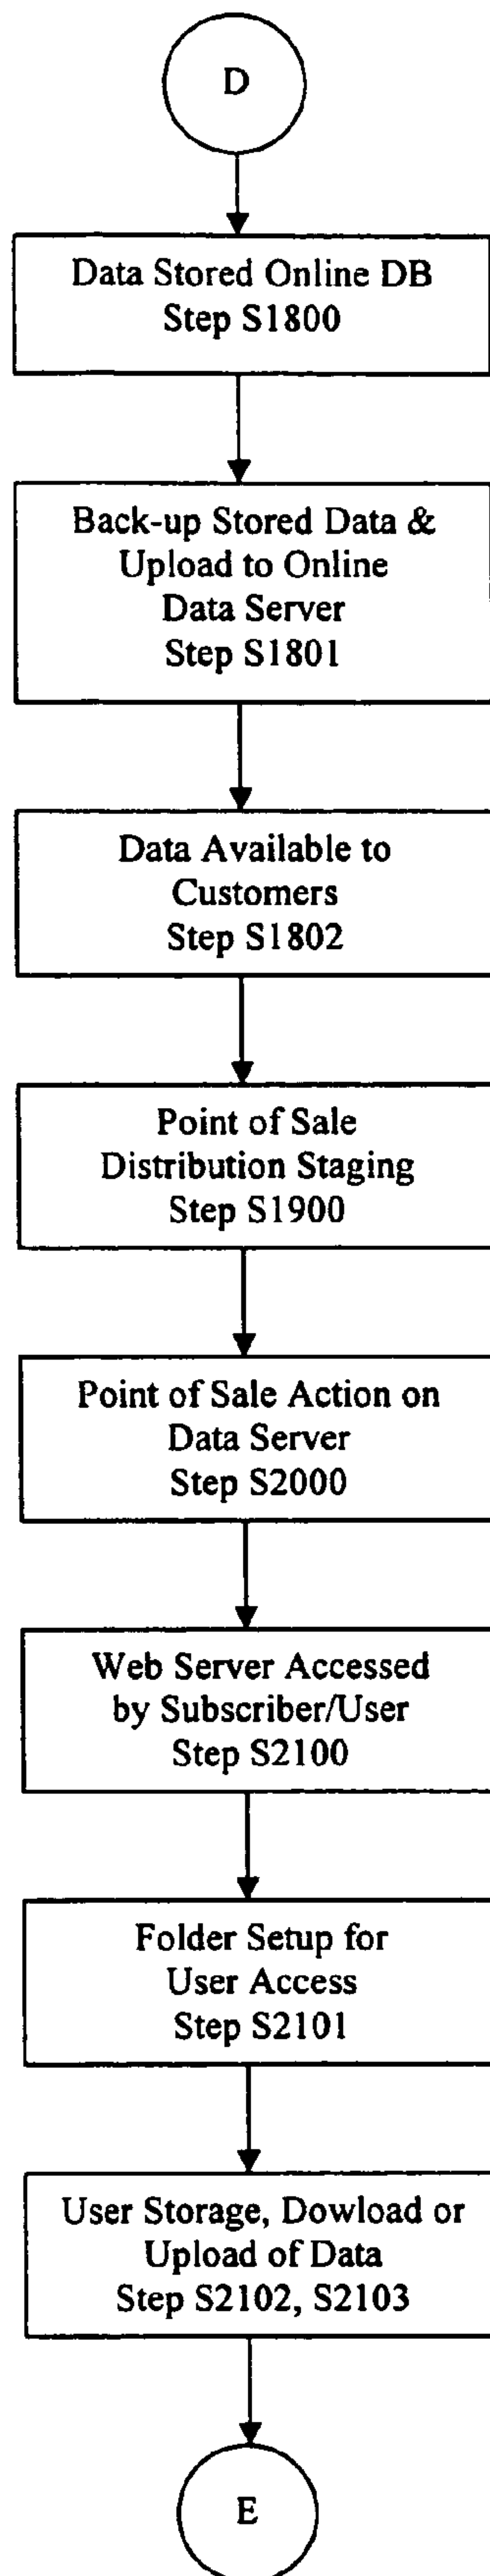 D
Data Stored Online DB
Step S1800
Back-up Stored Data &
Upload to Online
Data Server
Step S1801
Data Available to
Customers
Step S1802
Point of Sale
Distribution Staging
Step S1900
Point of Sale Action on
Data Server
Step S2000
Web Server Accessed
by Subscriber/User
Step S2100
Folder Setup for
User Access
Step S2101
User Storage, Dowload or
Upload of Data
Step S2102, S2103
E